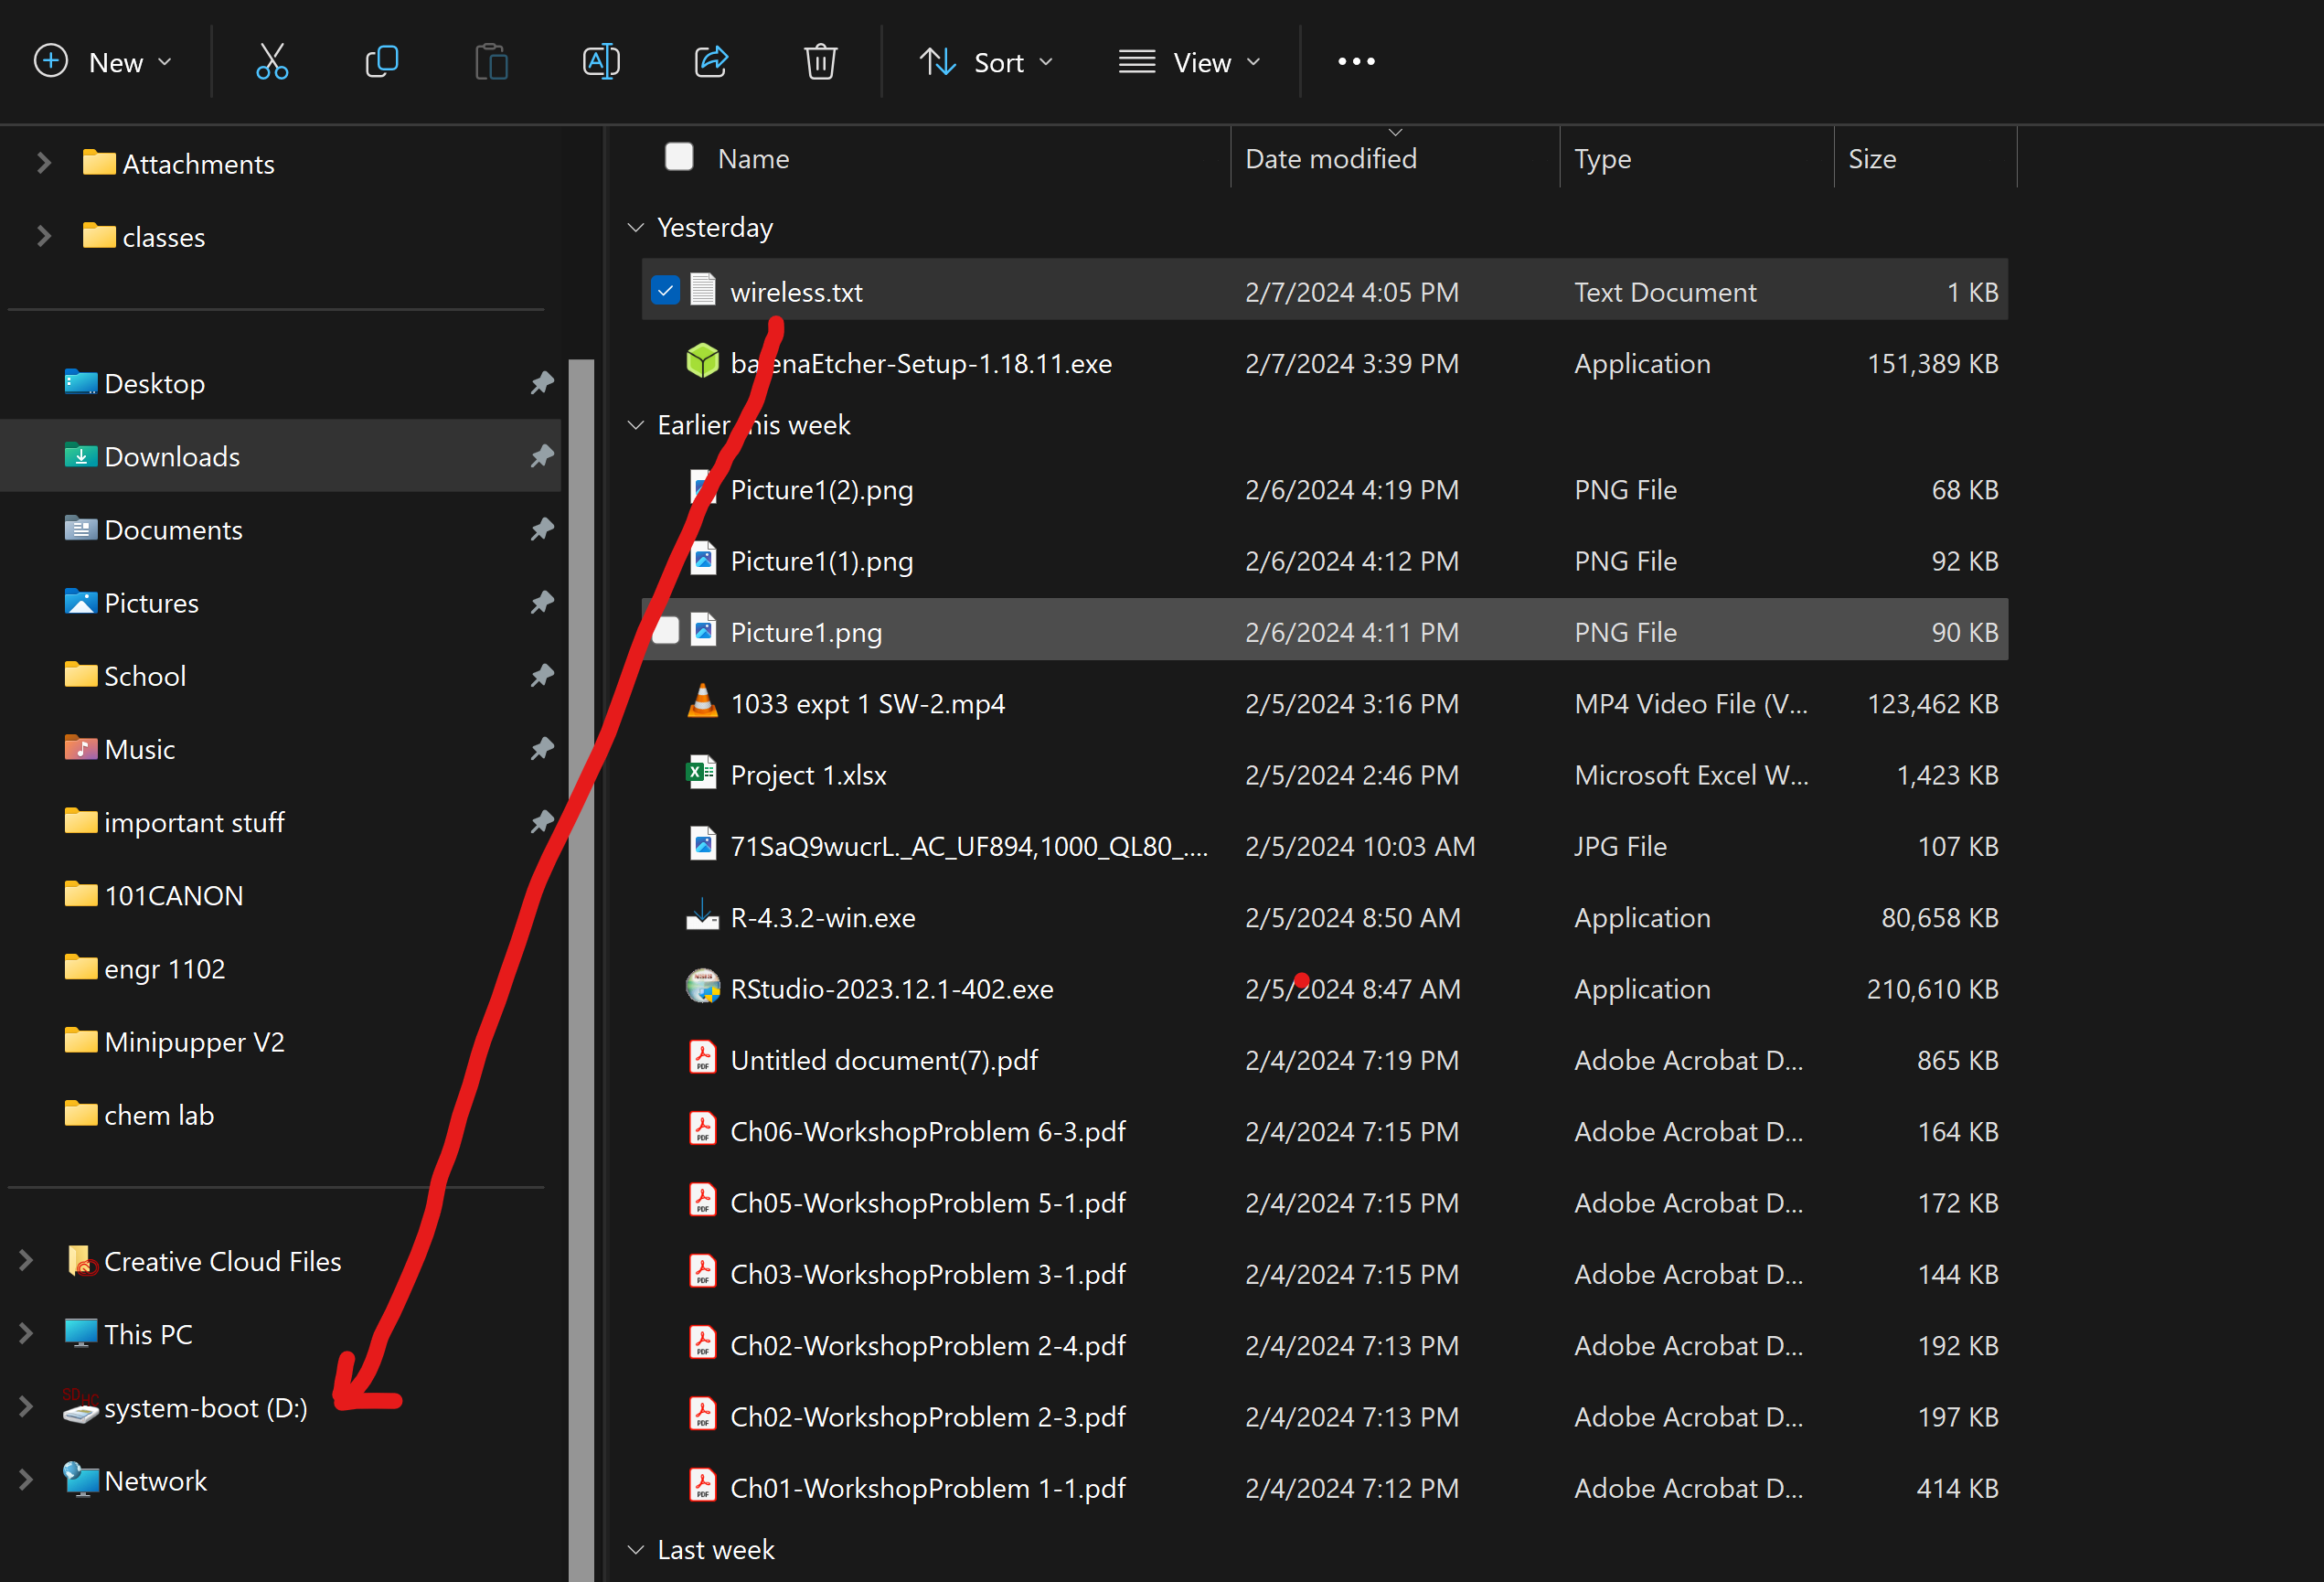 New Sort View
Attachments
classes
Desktop
Downloads
Documents
Pictures
School
Music
important stuff
101CANON
engr 1102
Minipupper V2
chem lab
Creative Cloud Files
This PC
SDHC system-boot (D:)
Network
Name Date modified Type Size
Yesterday
wireless.txt 2/7/2024 4:05 PM Text Document 1 KB
balenaEtcher-Setup-1.18.11.exe 2/7/2024 3:39 PM Application 151,389 KB
Earlier this week
Picture1(2).png 2/6/2024 4:19 PM PNG File 68 KB
Picture1(1).png 2/6/2024 4:12 PM PNG File 92 KB
Picture1.png 2/6/2024 4:11 PM PNG File 90 KB
1033 expt 1 SW-2.mp4 2/5/2024 3:16 PM MP4 Video File (V... 123,462 KB
Project 1.xlsx 2/5/2024 2:46 PM Microsoft Excel W... 1,423 KB
71SaQ9wucrL._AC_UF894,1000_QL80_.... 2/5/2024 10:03 AM JPG File 107 KB
R-4.3.2-win.exe 2/5/2024 8:50 AM Application 80,658 KB
RStudio-2023.12.1-402.exe 2/5/2024 8:47 AM Application 210,610 KB
Untitled document(7).pdf 2/4/2024 7:19 PM Adobe Acrobat D... 865 KB
Ch06-WorkshopProblem 6-3.pdf 2/4/2024 7:15 PM Adobe Acrobat D... 164 KB
Ch05-WorkshopProblem 5-1.pdf 2/4/2024 7:15 PM Adobe Acrobat D... 172 KB
Ch03-WorkshopProblem 3-1.pdf 2/4/2024 7:15 PM Adobe Acrobat D... 144 KB
Ch02-WorkshopProblem 2-4.pdf 2/4/2024 7:13 PM Adobe Acrobat D... 192 KB
Ch02-WorkshopProblem 2-3.pdf 2/4/2024 7:13 PM Adobe Acrobat D... 197 KB
Ch01-WorkshopProblem 1-1.pdf 2/4/2024 7:12 PM Adobe Acrobat D... 414 KB
Last week